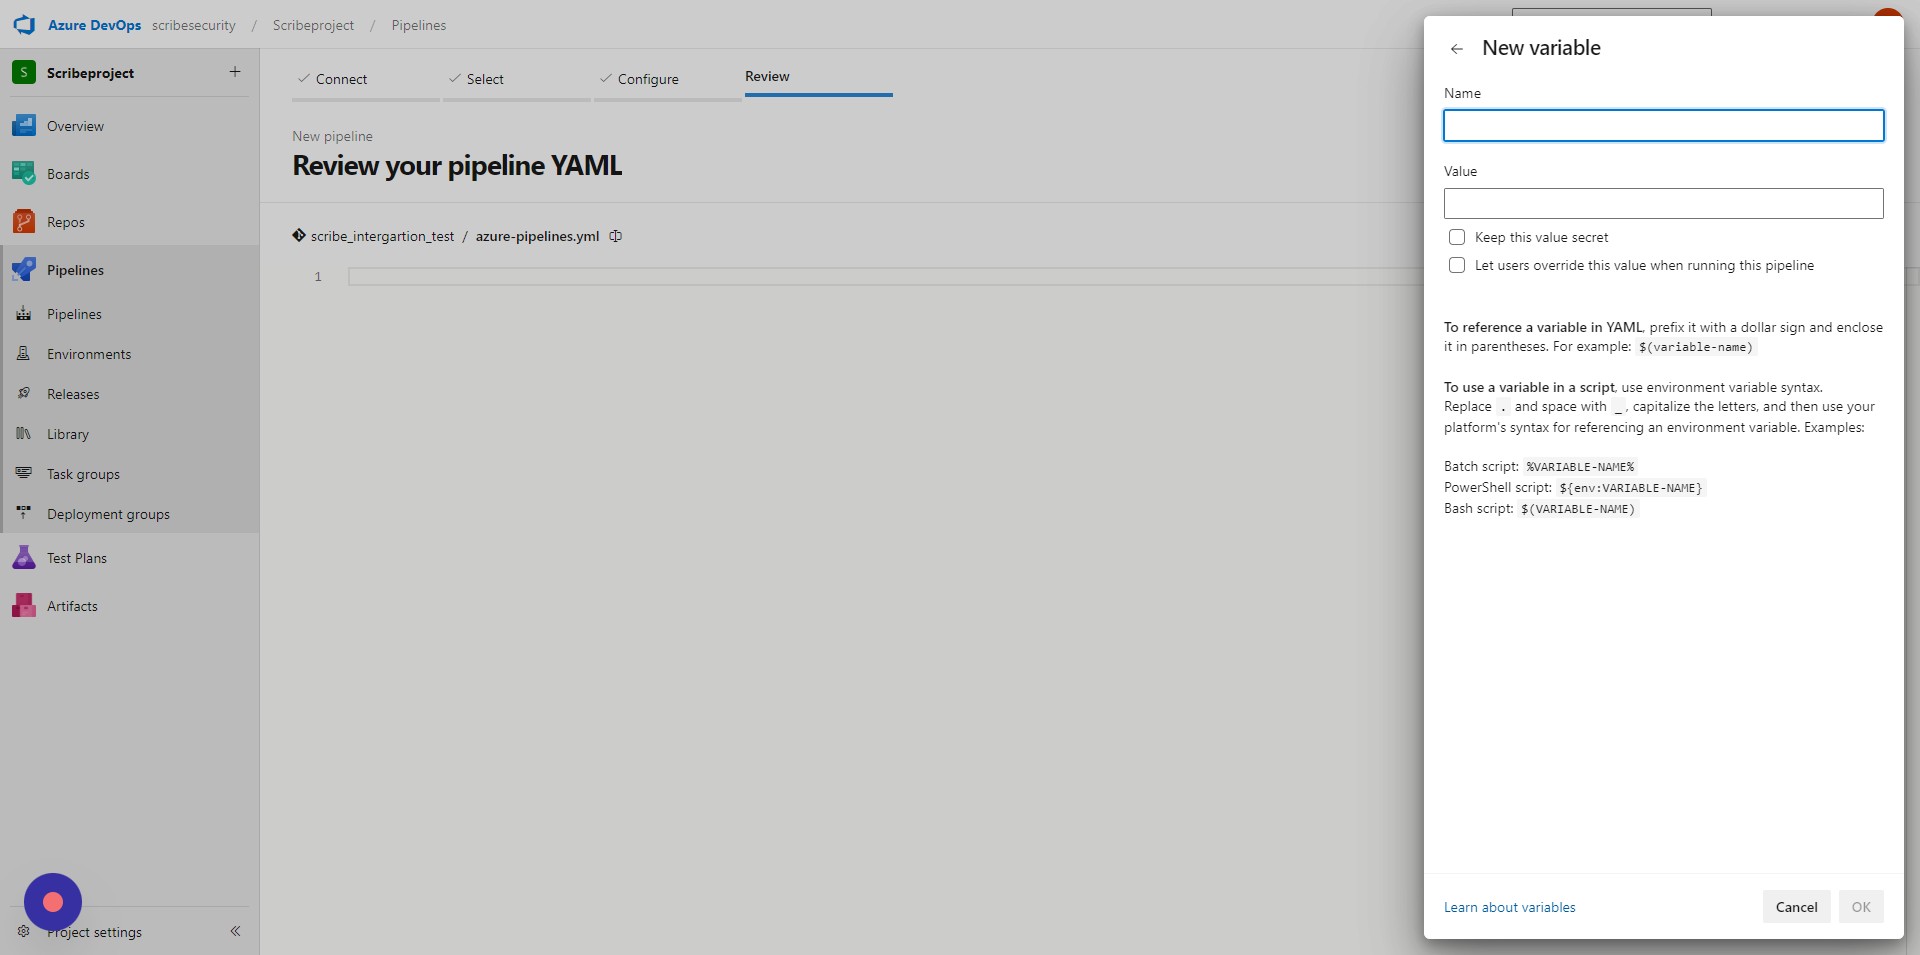 Azure DevOps scribesecurity / Scribeproject / Pipelines
S Scribeproject
Overview
Boards
Repos
Pipelines
Pipelines
Environments
Releases
Library
Task groups
Deployment groups
Test Plans
Artifacts
Project settings
Connect
Select
Configure
Review
New pipeline
Review your pipeline YAML
scribe_intergartion_test / azure-pipelines.yml
1
New variable
Name
Value
Keep this value secret
Let users override this value when running this pipeline
To reference a variable in YAML, prefix it with a dollar sign and enclose
it in parentheses. For example: $(variable-name)
To use a variable in a script, use environment variable syntax.
Replace . and space with _, capitalize the letters, and then use your
platform's syntax for referencing an environment variable. Examples:
Batch script: %VARIABLE-NAME%
PowerShell script: ${env:VARIABLE-NAME}
Bash script: $(VARIABLE-NAME)
Learn about variables
Cancel
OK